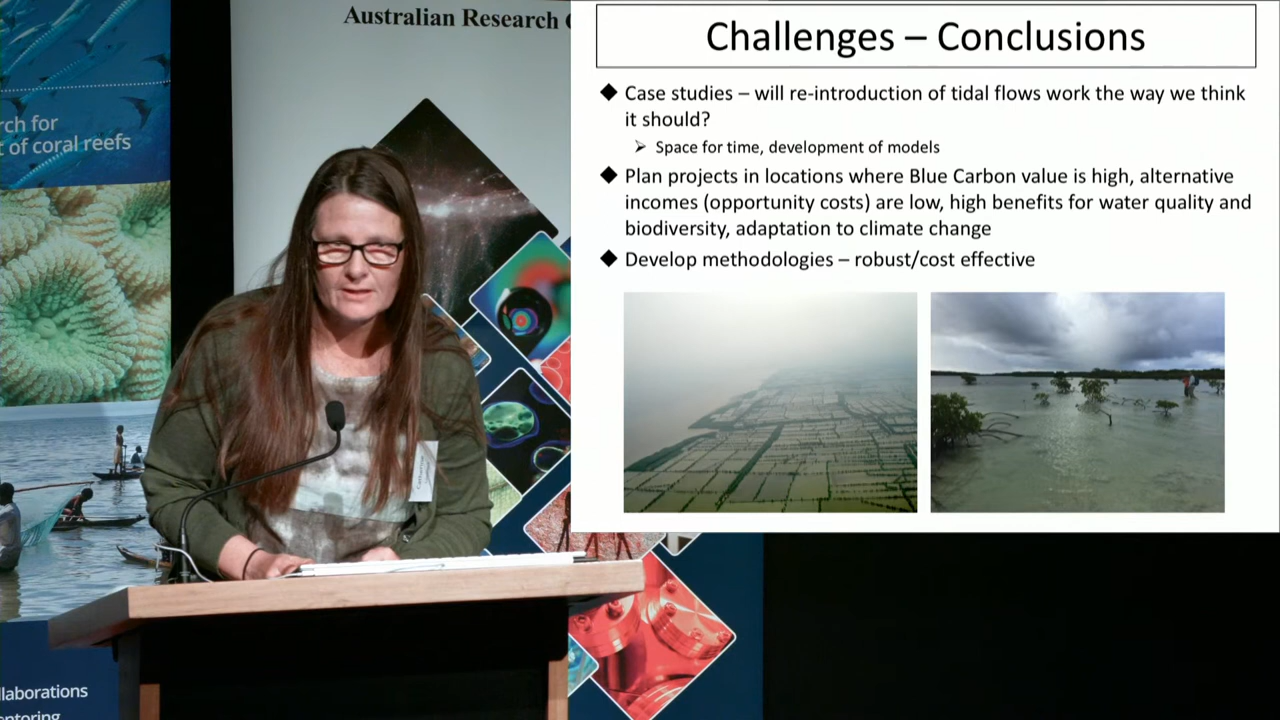 Australian Research
rch for
t of coral reefs
llaborations
entoring
Challenges – Conclusions
Case studies – will re-introduction of tidal flows work the way we think
it should?
Space for time, development of models
Plan projects in locations where Blue Carbon value is high, alternative
incomes (opportunity costs) are low, high benefits for water quality and
biodiversity, adaptation to climate change
Develop methodologies – robust/cost effective